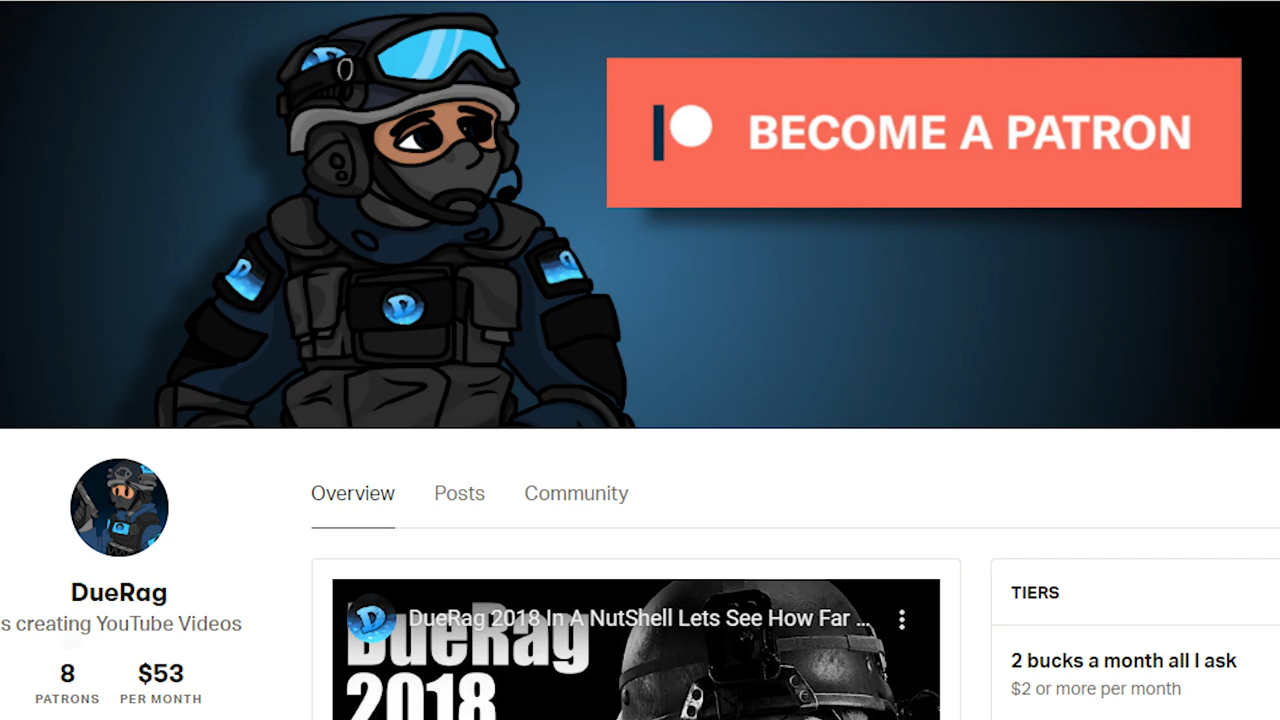 BECOME A PATRON
Overview
Posts
Community
DueRag
s creating YouTube Videos
8
$53
PATRONS
PER MONTH
D
DueRag 2018 In A NutShell Lets See How Far ...
DueRag
2018
TIERS
2 bucks a month all I ask
$2 or more per month